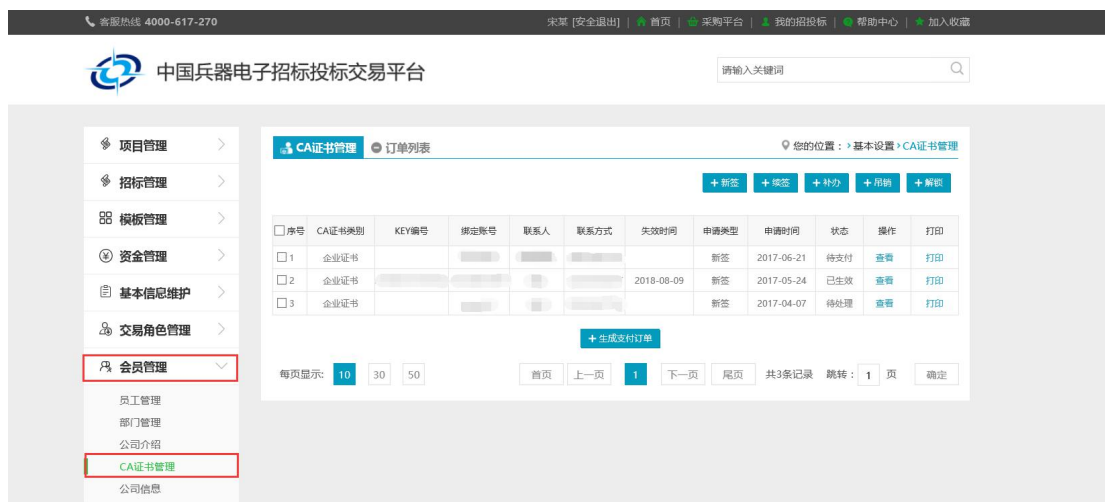 客服热线 4000-617-270
宋某 [安全退出] | 首页 | 采购平台 | 我的招投标 | 帮助中心 | 加入收藏
中国兵器电子招标投标交易平台
请输入关键词
项目管理
招标管理
模板管理
资金管理
基本信息维护
交易角色管理
会员管理
员工管理
部门管理
公司介绍
CA证书管理
公司信息
CA证书管理 订单列表
您的位置：›基本设置›CA证书管理
+新签 +续签 +补办 +吊销 +解锁
序号 CA证书类别 KEY编号 绑定账号 联系人 联系方式 失效时间 申请类型 申请时间 状态 操作 打印
1 企业证书 新签 2017-06-21 待支付 查看 打印
2 企业证书 2018-08-09 新签 2017-05-24 已生效 查看 打印
3 企业证书 新签 2017-04-07 待处理 查看 打印
+生成支付订单
每页显示: 10 30 50 首页 上一页 1 下一页 尾页 共3条记录 跳转： 1 页 确定